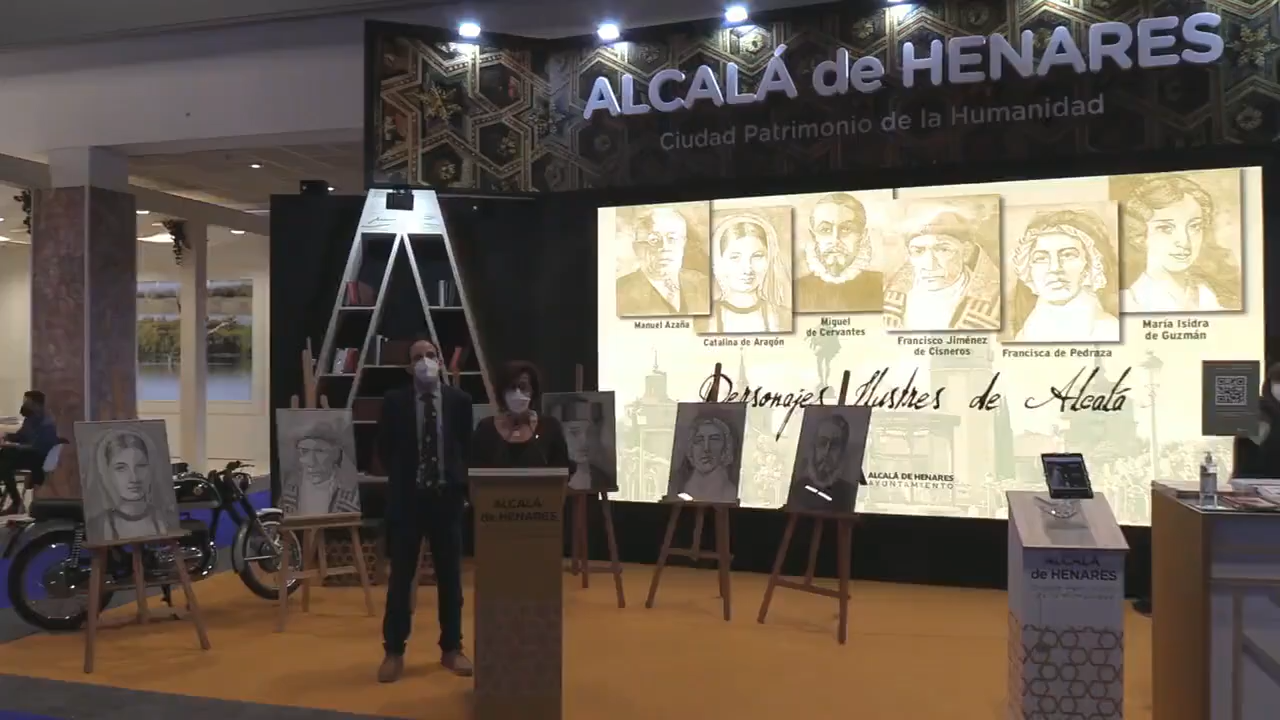 ALCALÁ de HENARES
Ciudad Patrimonio de la Humanidad
Manuel Azaña
Catalina de Aragón
Miguel
de Cervantes
Francisco Jiménez
de Cisneros
Francisca de Pedraza
María Isidra
de Guzmán
Personajes Ilustres de Alcalá
ALCALÁ DE HENARES
AYUNTAMIENTO
ALCALÁ
de HENARES
ALCALÁ
de HENARES